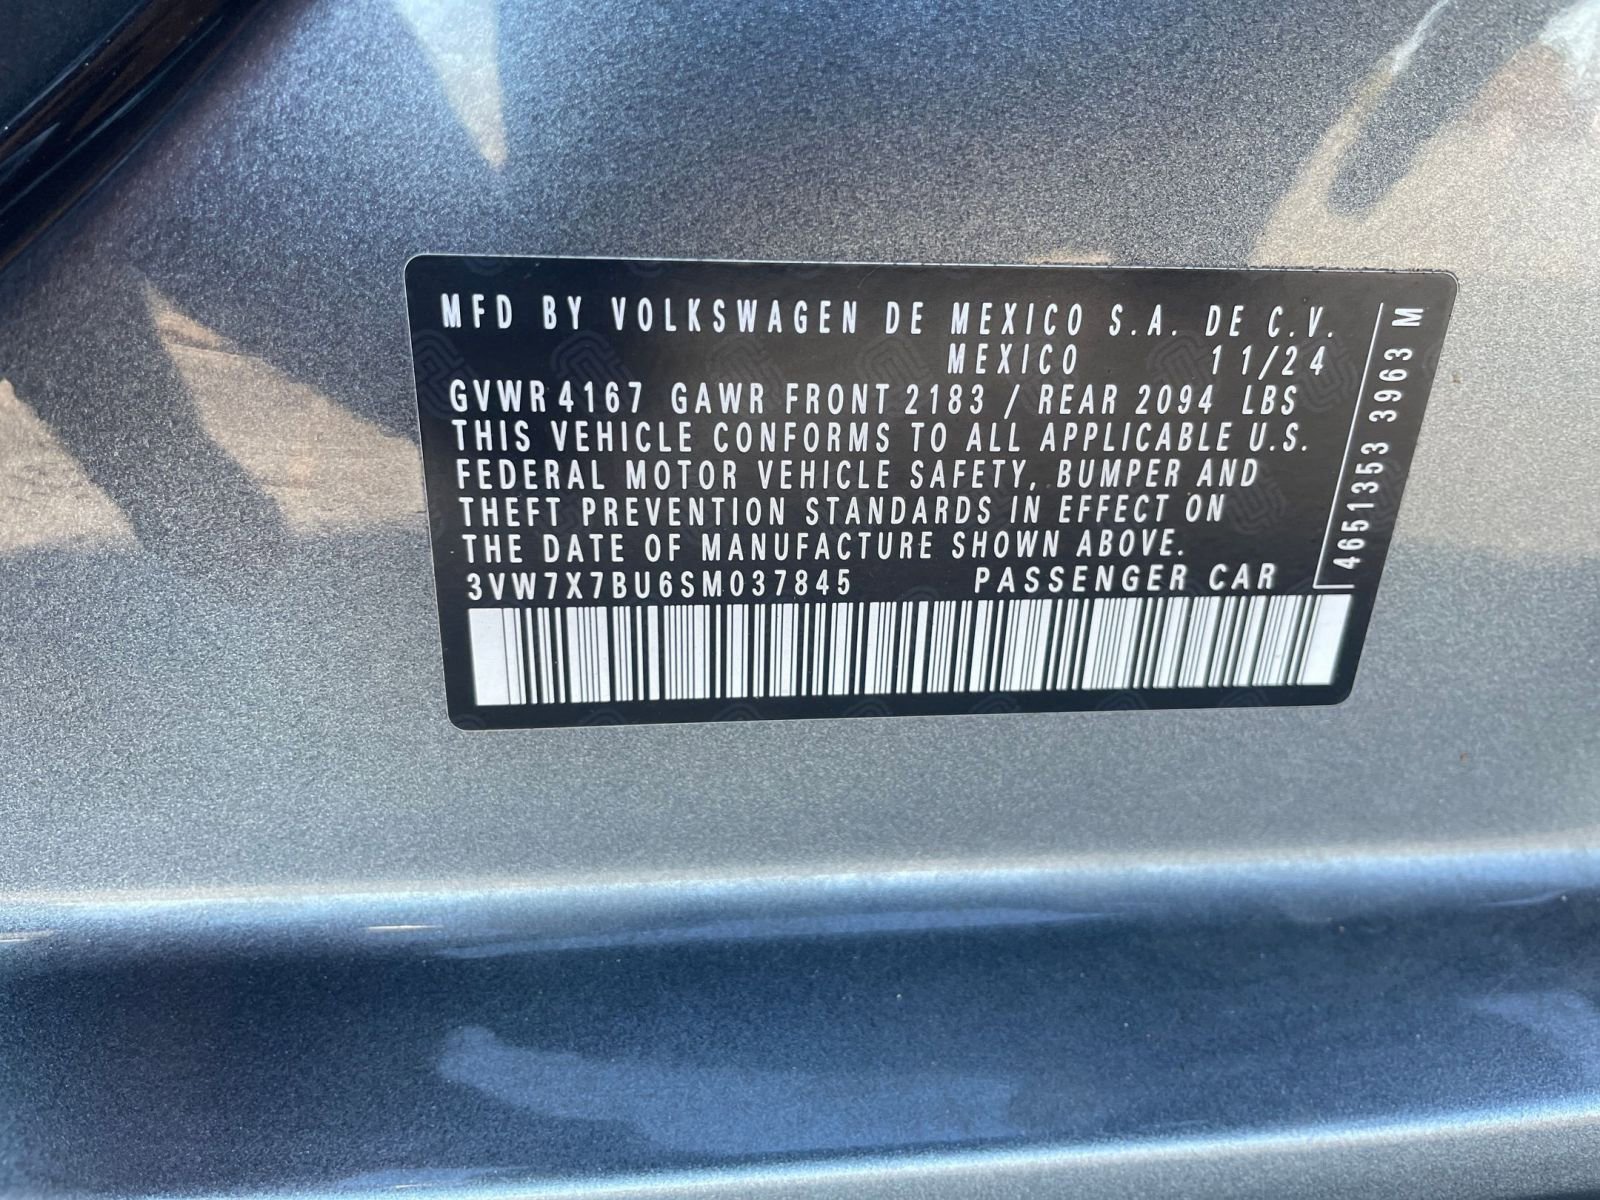 MFD BY VOLKSWAGEN DE MEXICO S.A. DE C.V.
MEXICO 11/24
GVWR 4167 GAWR FRONT 2183 / REAR 2094 LBS
THIS VEHICLE CONFORMS TO ALL APPLICABLE U.S.
FEDERAL MOTOR VEHICLE SAFETY, BUMPER AND
THEFT PREVENTION STANDARDS IN EFFECT ON
THE DATE OF MANUFACTURE SHOWN ABOVE.
3VW7X7BU6SM037845 PASSENGER CAR
4651353 3963 M